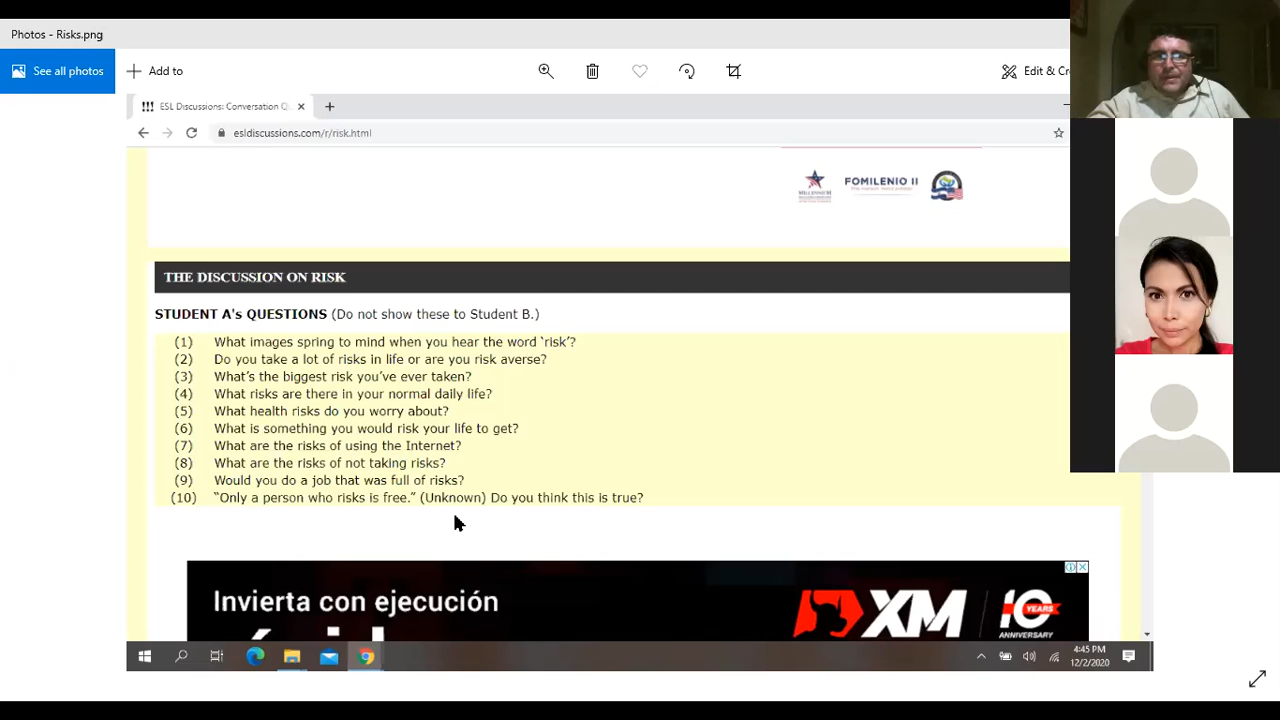 Photos - Risks.png
See all photos
Add to
Edit & Cr
ESL Discussions: Conversation Q
esldiscussions.com/r/risk.html
FOMILENIO II
THE DISCUSSION ON RISK
STUDENT A's QUESTIONS (Do not show these to Student B.)
(1) What images spring to mind when you hear the word ‘risk’?
(2) Do you take a lot of risks in life or are you risk averse?
(3) What’s the biggest risk you’ve ever taken?
(4) What risks are there in your normal daily life?
(5) What health risks do you worry about?
(6) What is something you would risk your life to get?
(7) What are the risks of using the Internet?
(8) What are the risks of not taking risks?
(9) Would you do a job that was full of risks?
(10) “Only a person who risks is free.” (Unknown) Do you think this is true?
Invierta con ejecución
XM
10
YEARS
ANNIVERSARY
4:45 PM
12/2/2020